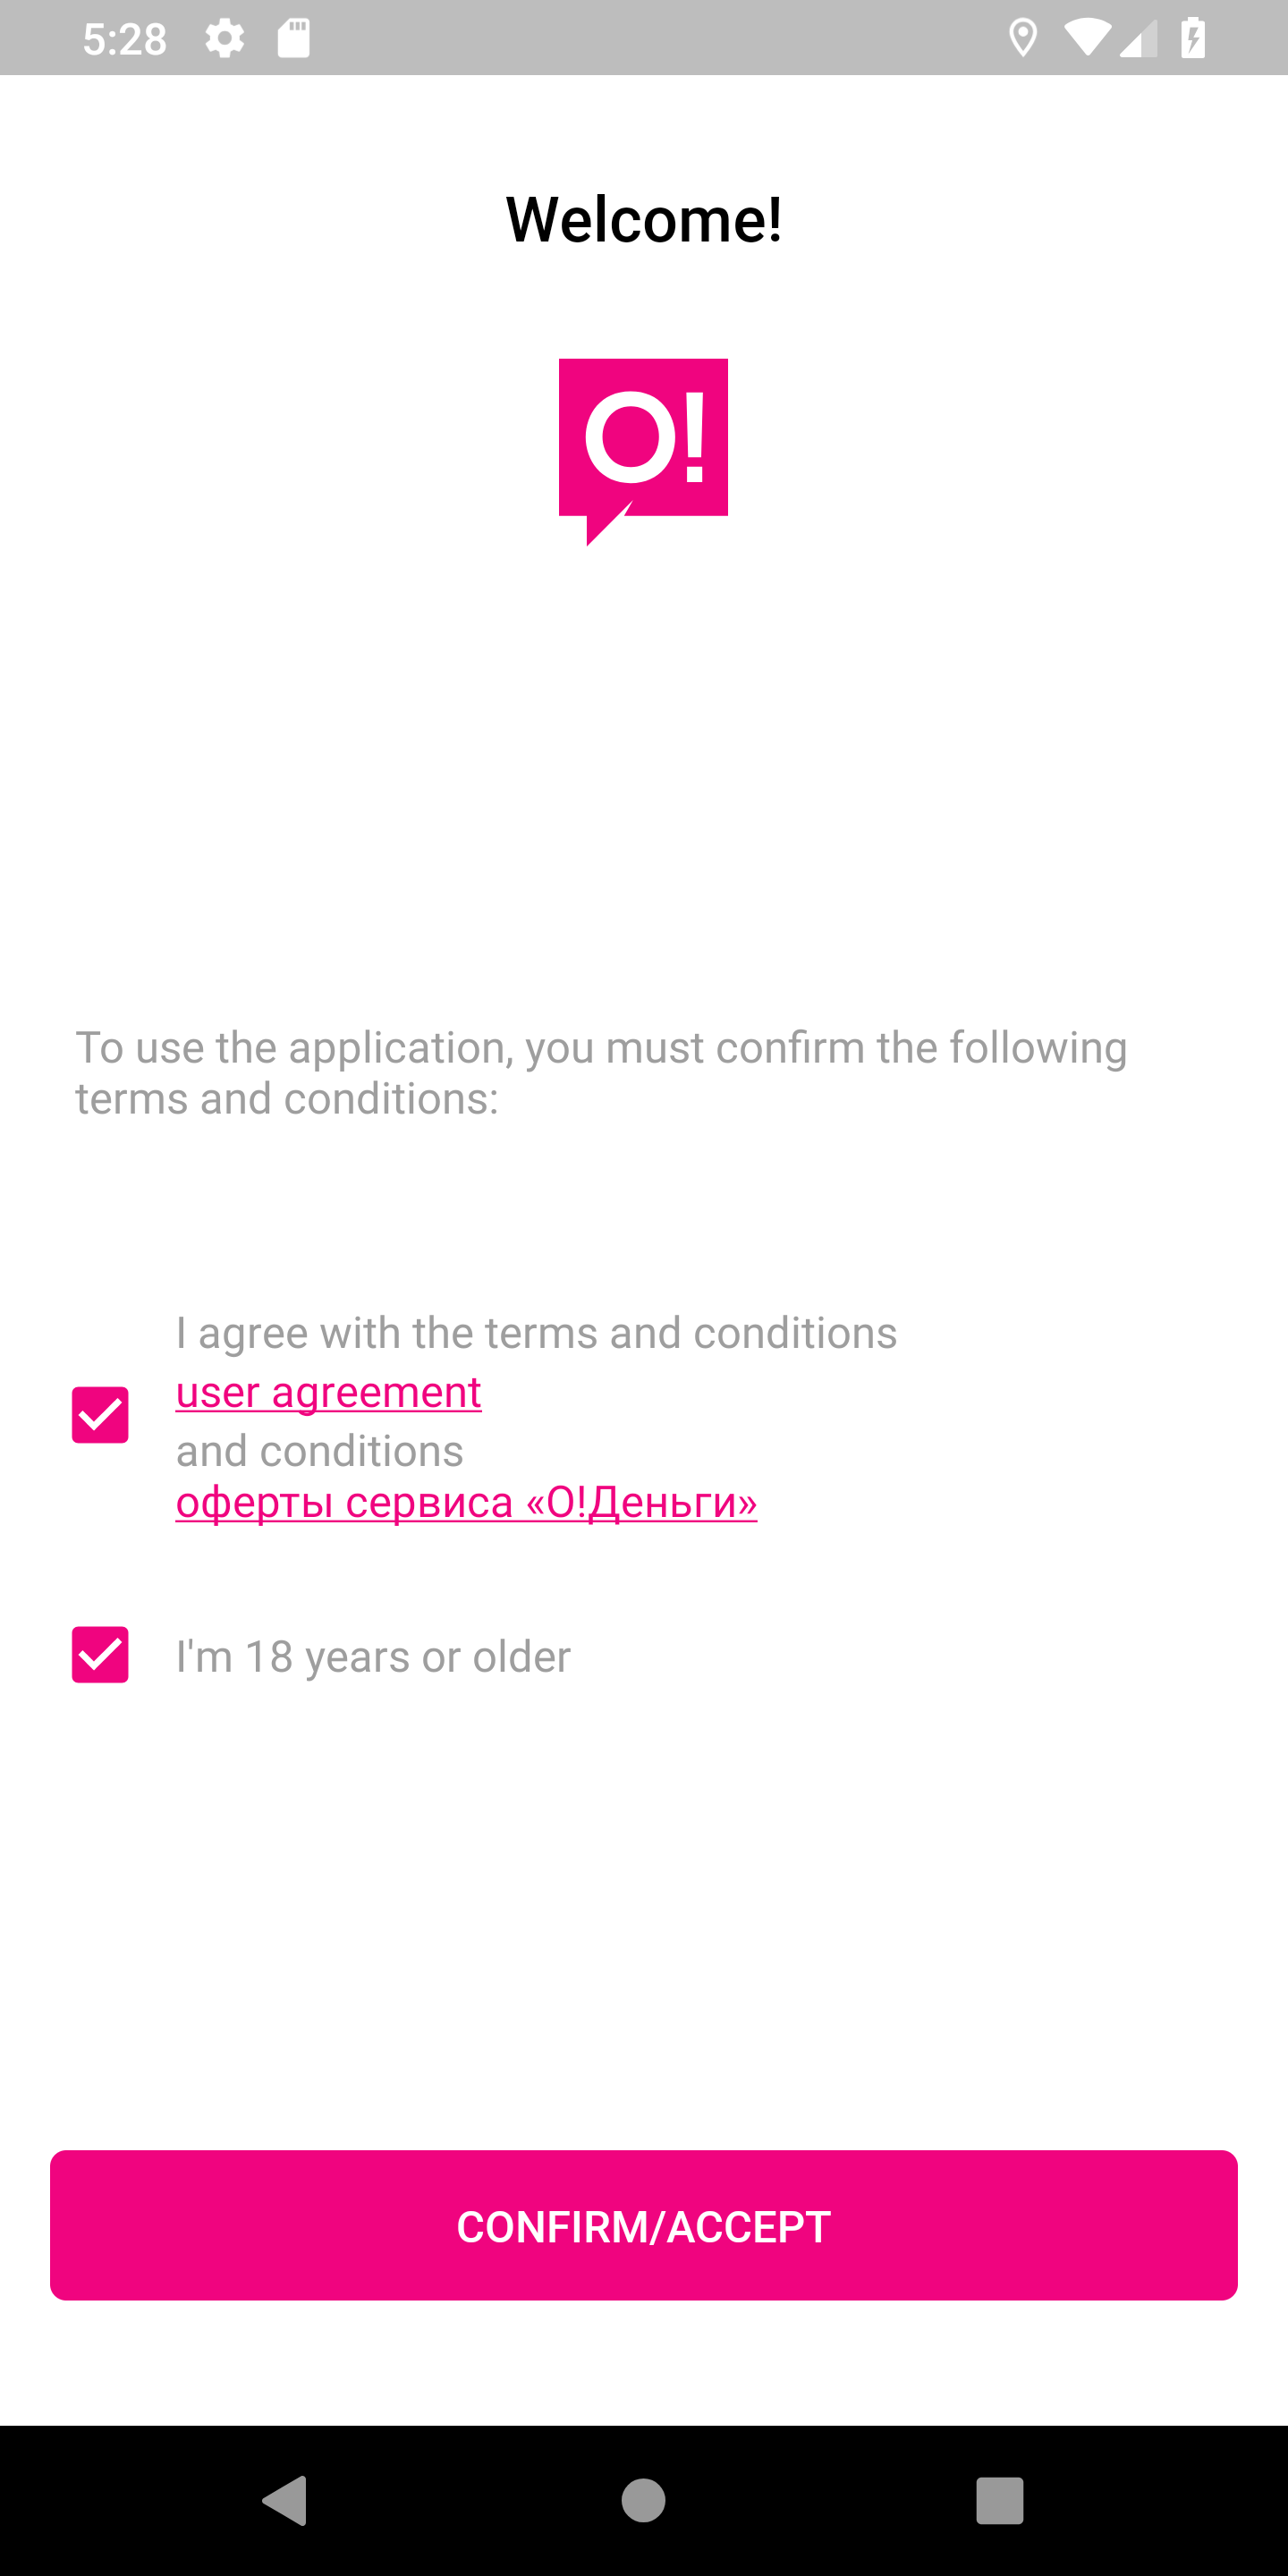 5:28
Welcome!
O!
To use the application, you must confirm the following
terms and conditions:
I agree with the terms and conditions
user agreement
and conditions
оферты сервиса «О!Деньги»
I'm 18 years or older
CONFIRM/ACCEPT